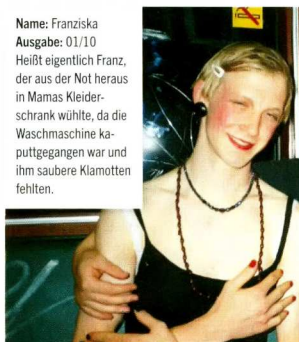 Name: Franziska
Ausgabe: 01/10
Heißt eigentlich Franz,
der aus der Not heraus
in Mamas Kleider-
schrank wühlte, da die
Waschmaschine ka-
puttgegangen war und
ihm saubere Klamotten
fehlten.